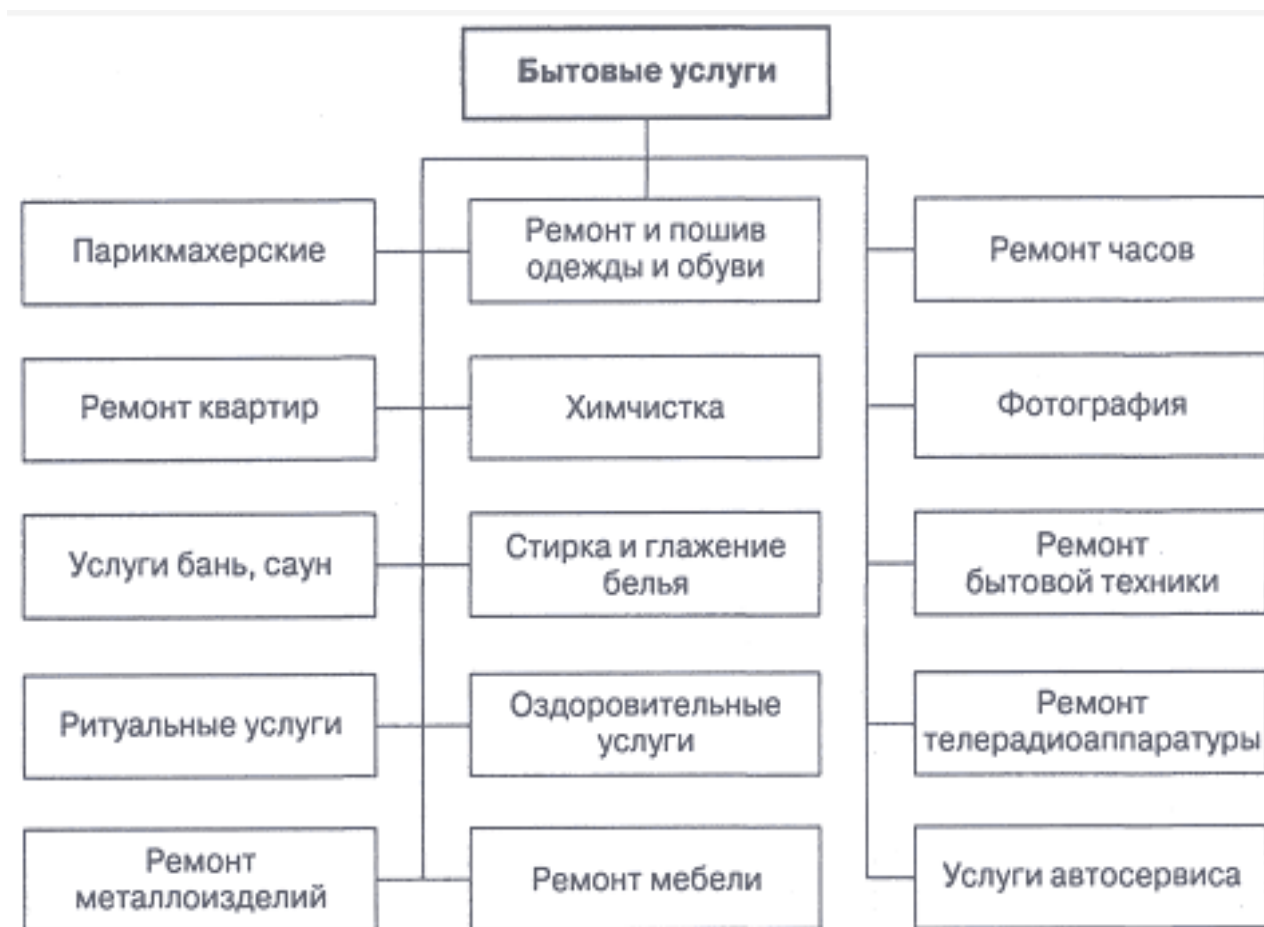 Бытовые услуги
Парикмахерские
Ремонт и пошив
одежды и обуви
Ремонт часов
Ремонт квартир
Химчистка
Фотография
Услуги бань, саун
Стирка и глажение
белья
Ремонт
бытовой техники
Ритуальные услуги
Оздоровительные
услуги
Ремонт
телерадиоаппаратуры
Ремонт
металлоизделий
Ремонт мебели
Услуги автосервиса